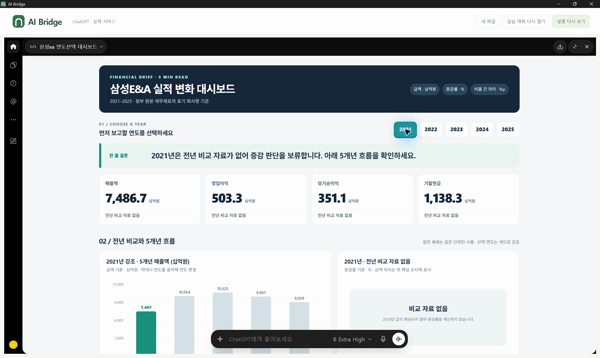 AI Bridge
AI Bridge
ChatGPT · 실제 서비스
내 파일
실습 대화 다시 열기
설명 다시 보기
삼성E&A 연도선택 대시보드
FINANCIAL BRIEF · 3 MIN READ
삼성E&A 실적 변화 대시보드
2021–2025 · 첨부 원본 재무제표의 표기 회사명 기준
금액 · 십억원
증감률 · %
비율 간 차이 · %p
01 / CHOOSE A YEAR
먼저 보고할 연도를 선택하세요
2022
2023
2024
2025
한 줄 결론
2021년은 전년 비교 자료가 없어 증감 판단을 보류합니다. 아래 5개년 흐름을 확인하세요.
매출액
7,486.7 십억원
전년 비교 자료 없음
영업이익
503.3 십억원
전년 비교 자료 없음
당기순이익
351.1 십억원
전년 비교 자료 없음
기말현금
1,138.3 십억원
전년 비교 자료 없음
02 / 전년 비교와 5개년 흐름
2021년 강조 · 5개년 매출액 (십억원)
12,000
9,000
6,000
3,000
7,487
10,054
10,625
9,967
9,029
2021년 · 전년 비교 자료 없음
비교 자료 없음
ChatGPT에게 물어보세요
6 Extra High